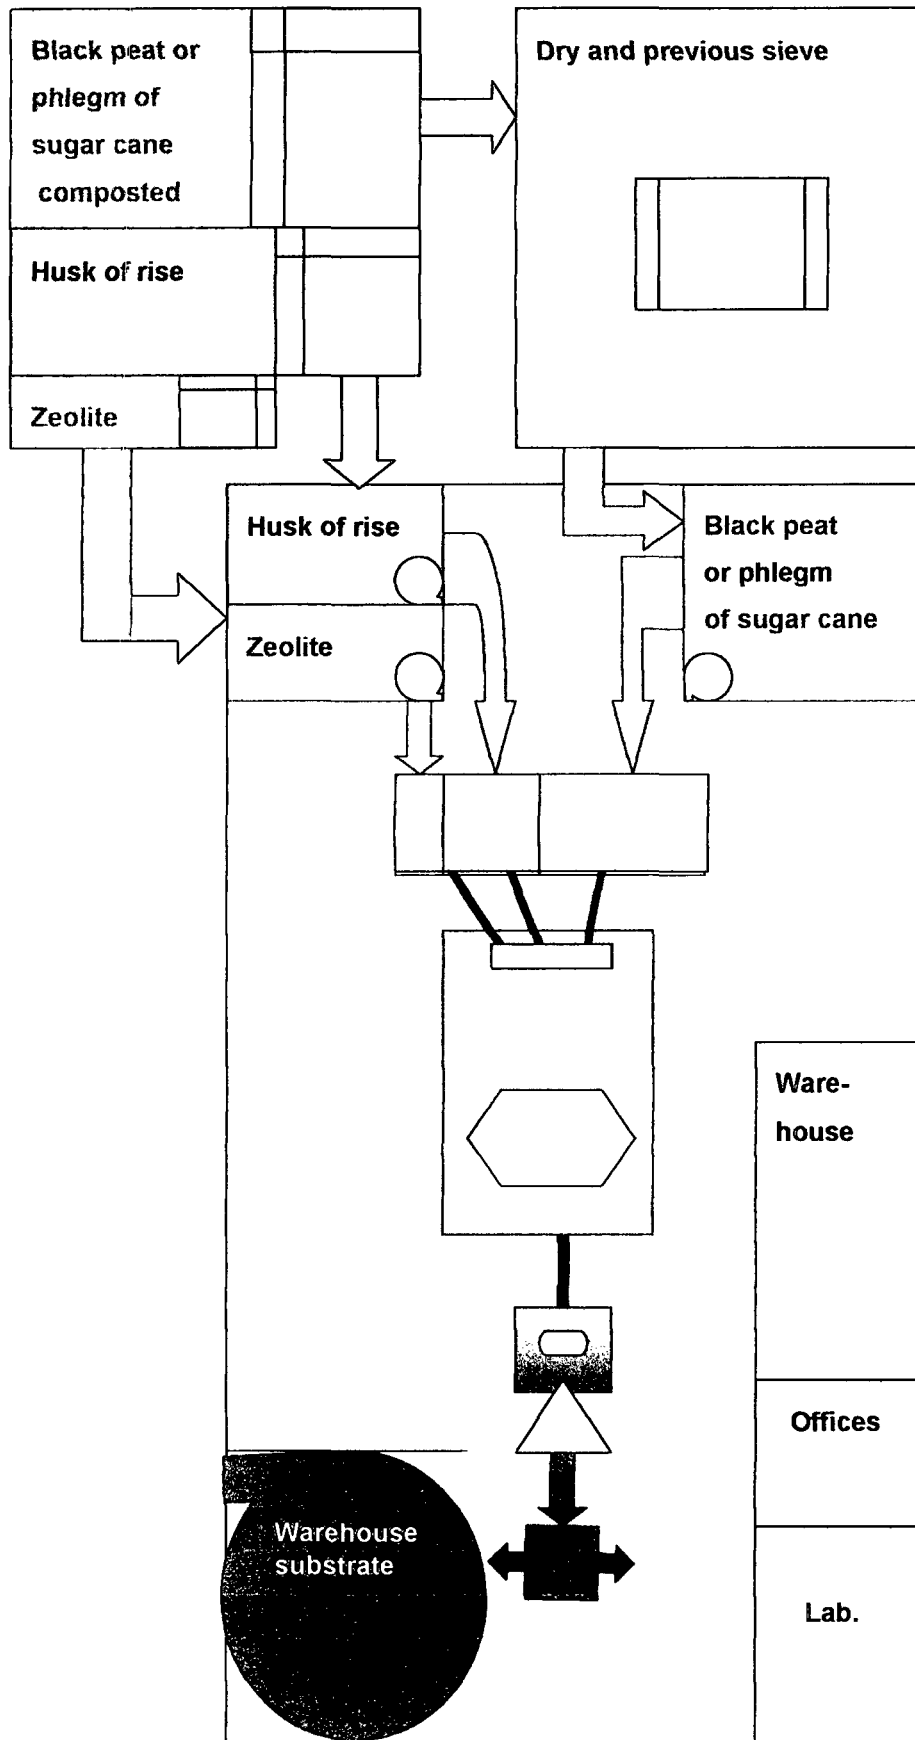 Black peat or
phlegm of
sugar cane
composted
Husk of rise
Zeolite
Dry and previous sieve
Husk of rise
Zeolite
Black peat
or phlegm
of sugar cane
Ware-
house
Offices
Lab.
Warehouse
substrate